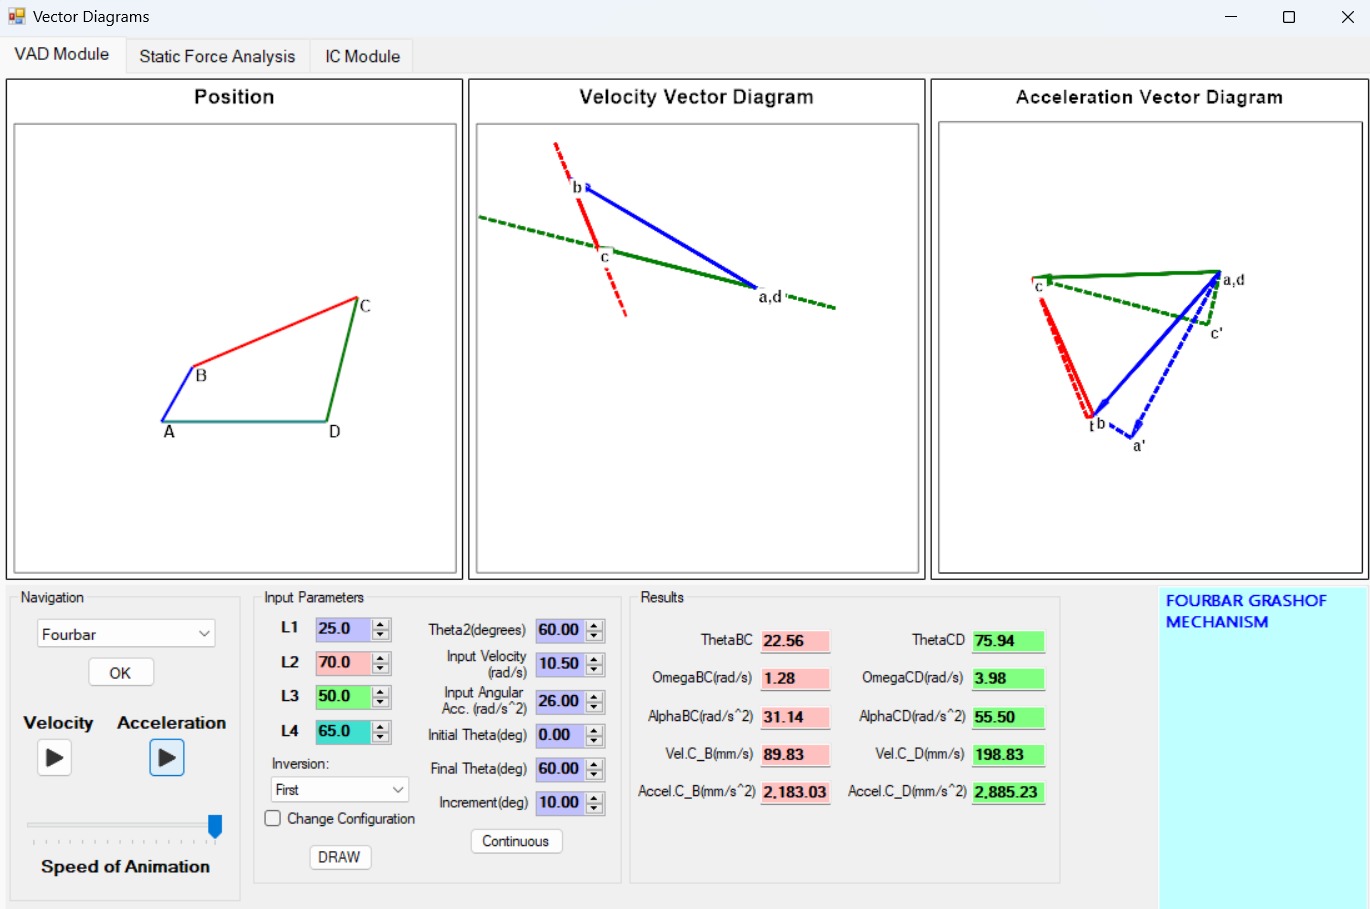 Vector Diagrams
VAD Module
Static Force Analysis
IC Module
Position
A
B
C
D
Velocity Vector Diagram
b
c
a,d
Acceleration Vector Diagram
c
a,d
c'
b
a'
Navigation
Fourbar
OK
Velocity
Acceleration
Speed of Animation
Input Parameters
L1 25.0
L2 70.0
L3 50.0
L4 65.0
Inversion:
First
Change Configuration
DRAW
Theta2(degrees) 60.00
Input Velocity
(rad/s) 10.50
Input Angular
Acc. (rad/s^2) 26.00
Initial Theta(deg) 0.00
Final Theta(deg) 60.00
Increment(deg) 10.00
Continuous
Results
ThetaBC 22.56
OmegaBC(rad/s) 1.28
AlphaBC(rad/s^2) 31.14
Vel.C_B(mm/s) 89.83
Accel.C_B(mm/s^2) 2,183.03
ThetaCD 75.94
OmegaCD(rad/s) 3.98
AlphaCD(rad/s^2) 55.50
Vel.C_D(mm/s) 198.83
Accel.C_D(mm/s^2) 2,885.23
FOURBAR GRASHOF
MECHANISM